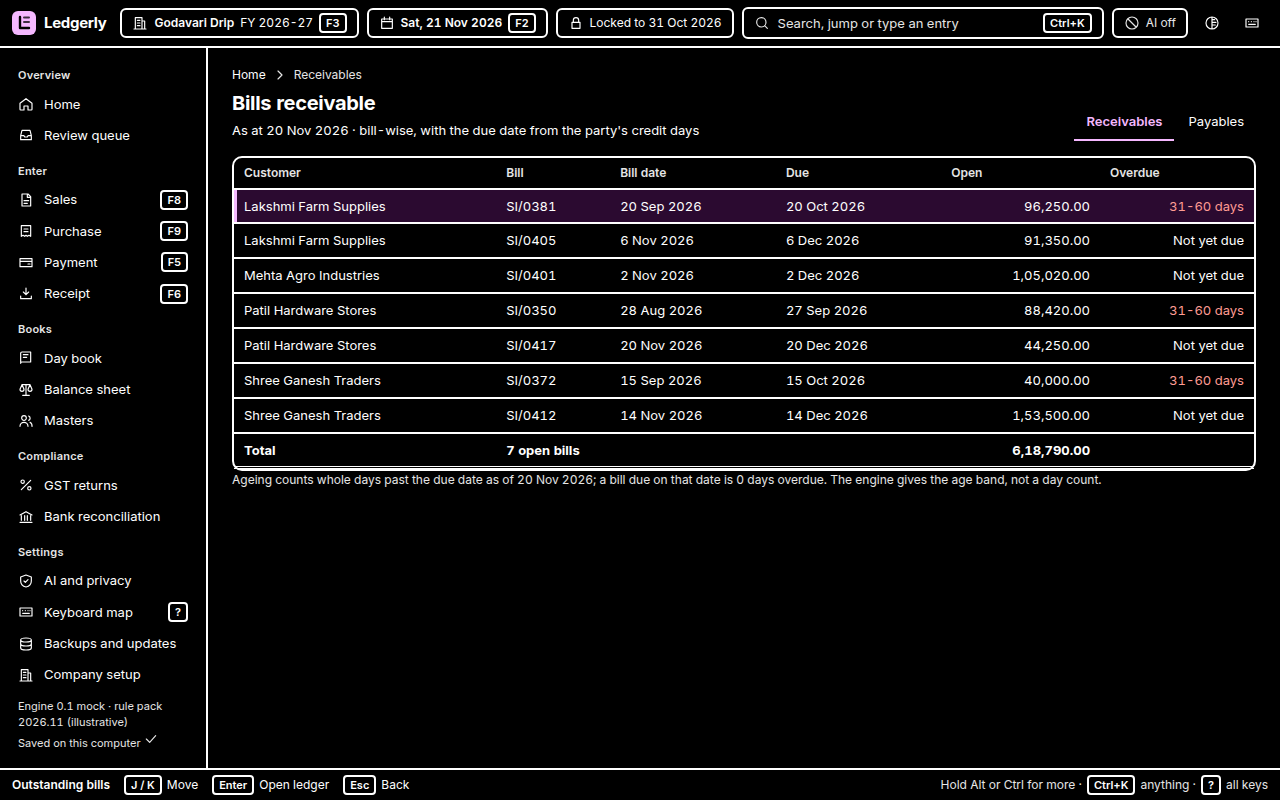 Ledgerly
Godavari Drip FY 2026-27 F3
Sat, 21 Nov 2026 F2
Locked to 31 Oct 2026
Search, jump or type an entry Ctrl+K
AI off
Overview
Home
Review queue
Enter
Sales F8
Purchase F9
Payment F5
Receipt F6
Books
Day book
Balance sheet
Masters
Compliance
GST returns
Bank reconciliation
Settings
AI and privacy
Keyboard map ?
Backups and updates
Company setup
Engine 0.1 mock · rule pack
2026.11 (illustrative)
Saved on this computer
Home Receivables
Bills receivable
As at 20 Nov 2026 · bill-wise, with the due date from the party's credit days
Receivables Payables
Customer Bill Bill date Due Open Overdue
Lakshmi Farm Supplies SI/0381 20 Sep 2026 20 Oct 2026 96,250.00 31-60 days
Lakshmi Farm Supplies SI/0405 6 Nov 2026 6 Dec 2026 91,350.00 Not yet due
Mehta Agro Industries SI/0401 2 Nov 2026 2 Dec 2026 1,05,020.00 Not yet due
Patil Hardware Stores SI/0350 28 Aug 2026 27 Sep 2026 88,420.00 31-60 days
Patil Hardware Stores SI/0417 20 Nov 2026 20 Dec 2026 44,250.00 Not yet due
Shree Ganesh Traders SI/0372 15 Sep 2026 15 Oct 2026 40,000.00 31-60 days
Shree Ganesh Traders SI/0412 14 Nov 2026 14 Dec 2026 1,53,500.00 Not yet due
Total 7 open bills 6,18,790.00
Ageing counts whole days past the due date as of 20 Nov 2026; a bill due on that date is 0 days overdue. The engine gives the age band, not a day count.
Outstanding bills J / K Move Enter Open ledger Esc Back
Hold Alt or Ctrl for more · Ctrl+K anything · ? all keys